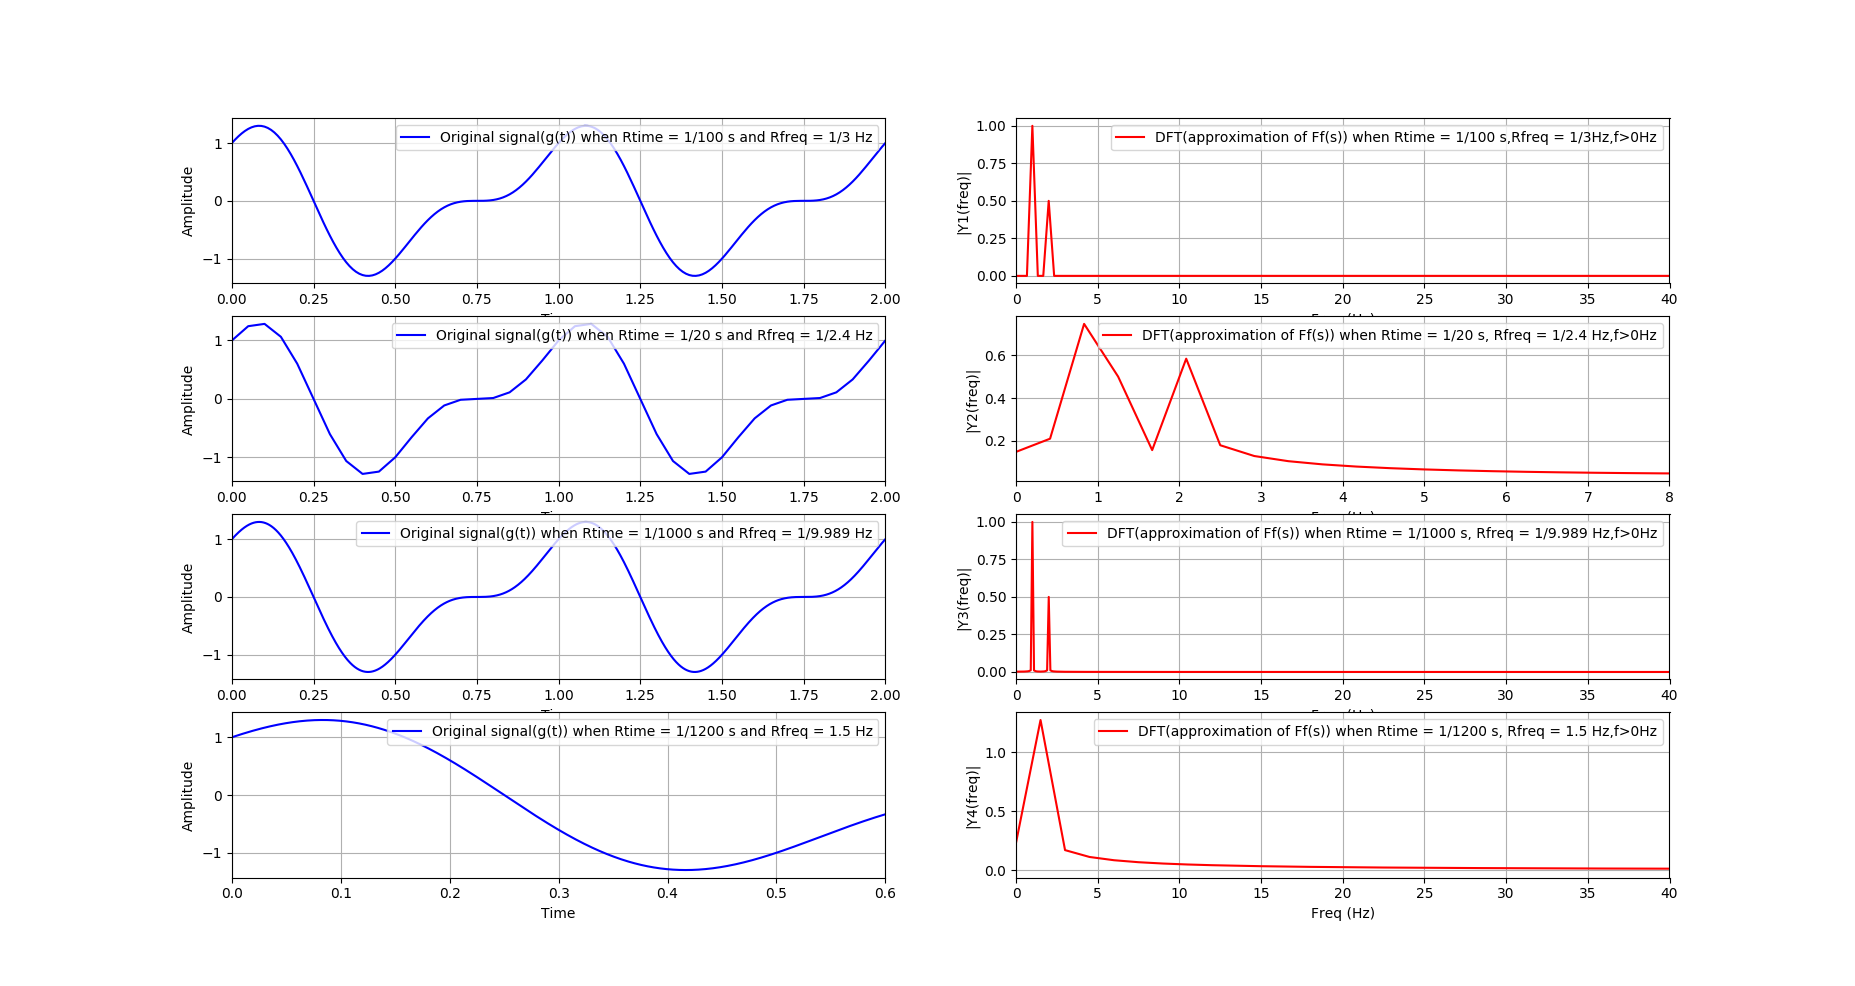 Original signal(g(t)) when Rtime = 1/100 s and Rfreq = 1/3 Hz
Amplitude
1
0
−1
0.00 0.25 0.50 0.75 1.00 1.25 1.50 1.75 2.00
DFT(approximation of Ff(s)) when Rtime = 1/100 s,Rfreq = 1/3Hz,f>0Hz
|Y1(freq)|
1.00
0.75
0.50
0.25
0.00
0 5 10 15 20 25 30 35 40
Original signal(g(t)) when Rtime = 1/20 s and Rfreq = 1/2.4 Hz
Amplitude
1
0
−1
0.00 0.25 0.50 0.75 1.00 1.25 1.50 1.75 2.00
DFT(approximation of Ff(s)) when Rtime = 1/20 s, Rfreq = 1/2.4 Hz,f>0Hz
|Y2(freq)|
0.6
0.4
0.2
0 1 2 3 4 5 6 7 8
Original signal(g(t)) when Rtime = 1/1000 s and Rfreq = 1/9.989 Hz
Amplitude
1
0
−1
0.00 0.25 0.50 0.75 1.00 1.25 1.50 1.75 2.00
DFT(approximation of Ff(s)) when Rtime = 1/1000 s, Rfreq = 1/9.989 Hz,f>0Hz
|Y3(freq)|
1.00
0.75
0.50
0.25
0.00
0 5 10 15 20 25 30 35 40
Original signal(g(t)) when Rtime = 1/1200 s and Rfreq = 1.5 Hz
Amplitude
1
0
−1
0.0 0.1 0.2 0.3 0.4 0.5 0.6
Time
DFT(approximation of Ff(s)) when Rtime = 1/1200 s, Rfreq = 1.5 Hz,f>0Hz
|Y4(freq)|
1.0
0.5
0.0
0 5 10 15 20 25 30 35 40
Freq (Hz)